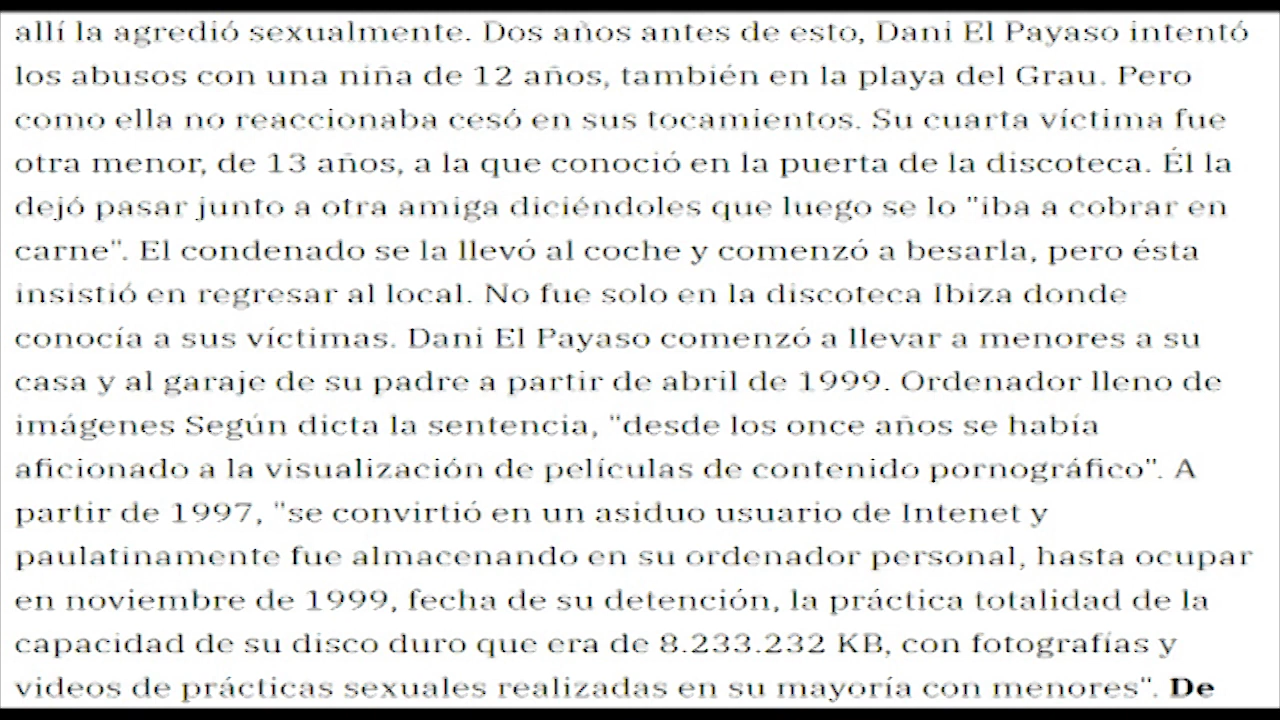 allí la agredió sexualmente. Dos años antes de esto, Dani El Payaso intentó
los abusos con una niña de 12 años, también en la playa del Grau. Pero
como ella no reaccionaba cesó en sus tocamientos. Su cuarta víctima fue
otra menor, de 13 años, a la que conoció en la puerta de la discoteca. Él la
dejó pasar junto a otra amiga diciéndoles que luego se lo "iba a cobrar en
carne". El condenado se la llevó al coche y comenzó a besarla, pero ésta
insistió en regresar al local. No fue solo en la discoteca Ibiza donde
conocía a sus víctimas. Dani El Payaso comenzó a llevar a menores a su
casa y al garaje de su padre a partir de abril de 1999. Ordenador lleno de
imágenes Según dicta la sentencia, "desde los once años se había
aficionado a la visualización de películas de contenido pornográfico". A
partir de 1997, "se convirtió en un asiduo usuario de Intenet y
paulatinamente fue almacenando en su ordenador personal, hasta ocupar
en noviembre de 1999, fecha de su detención, la práctica totalidad de la
capacidad de su disco duro que era de 8.233.232 KB, con fotografías y
videos de prácticas sexuales realizadas en su mayoría con menores". De